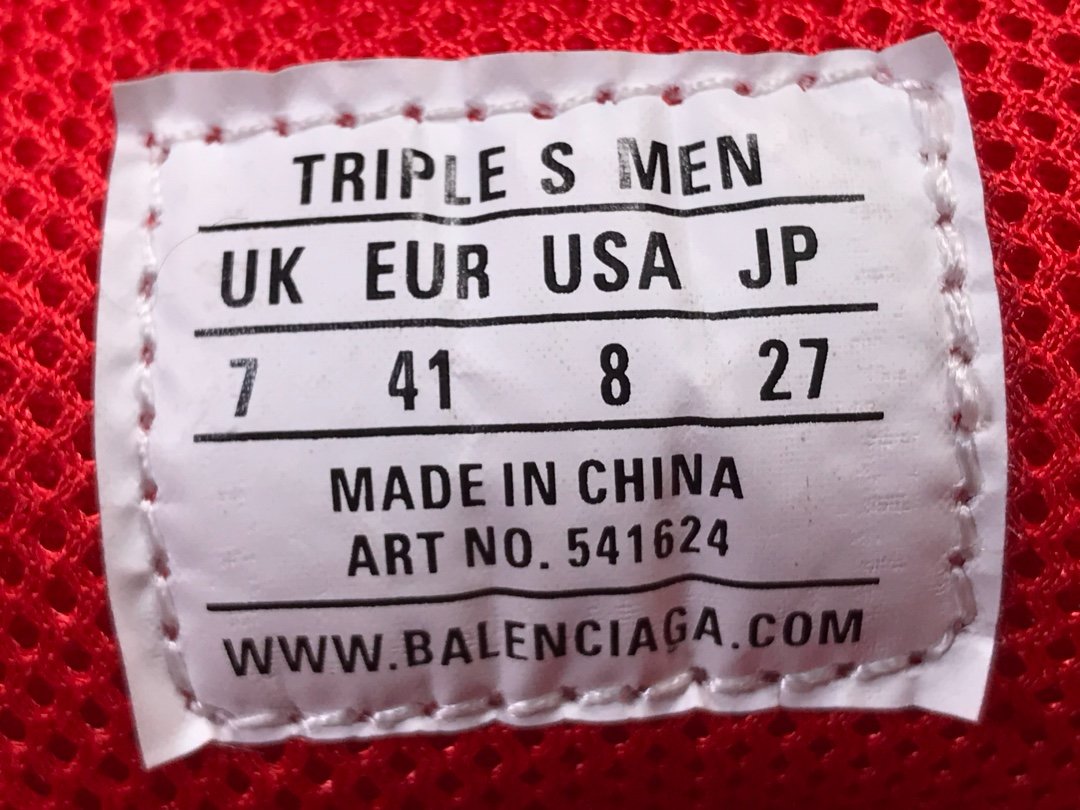 TRIPLE S MEN
UK EUR USA JP
7 41 8 27
MADE IN CHINA
ART NO. 541624
WWW.BALENCIAGA.COM